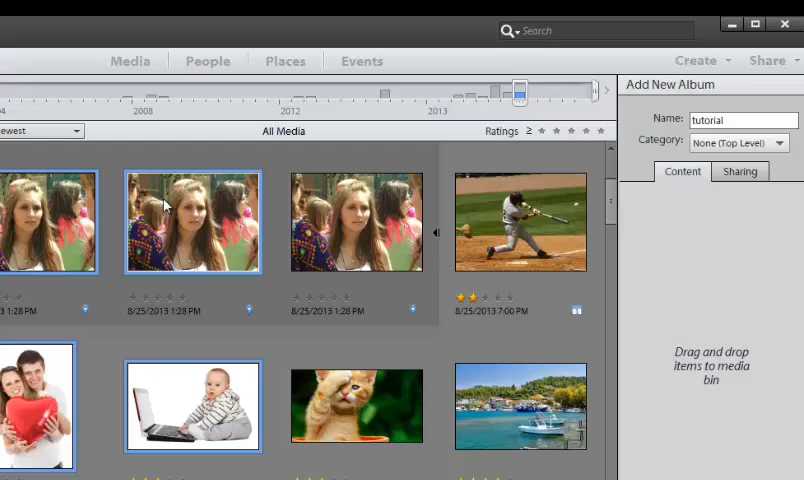 Search
Media People Places Events Create Share
04 2008 2012 2013
ewest All Media Ratings ≥
Add New Album
Name: tutorial
Category: None (Top Level)
Content Sharing
3 1:28 PM 8/25/2013 1:28 PM 8/25/2013 1:28 PM 8/25/2013 7:00 PM
Drag and drop
items to media
bin